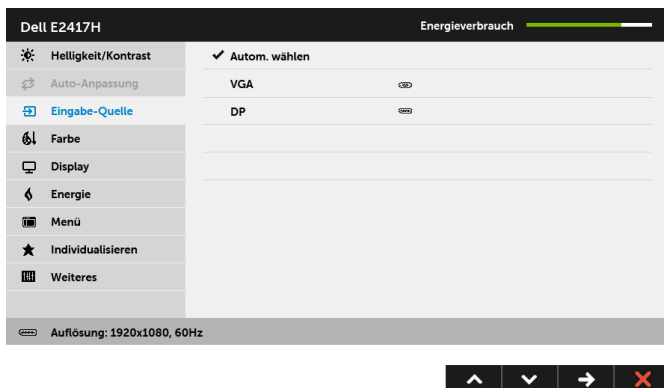 Dell E2417H
Energieverbrauch
Helligkeit/Kontrast
Autom. wählen
Auto-Anpassung
VGA
Eingabe-Quelle
DP
Farbe
Display
Energie
Menü
Individualisieren
Weiteres
Auflösung: 1920x1080, 60Hz